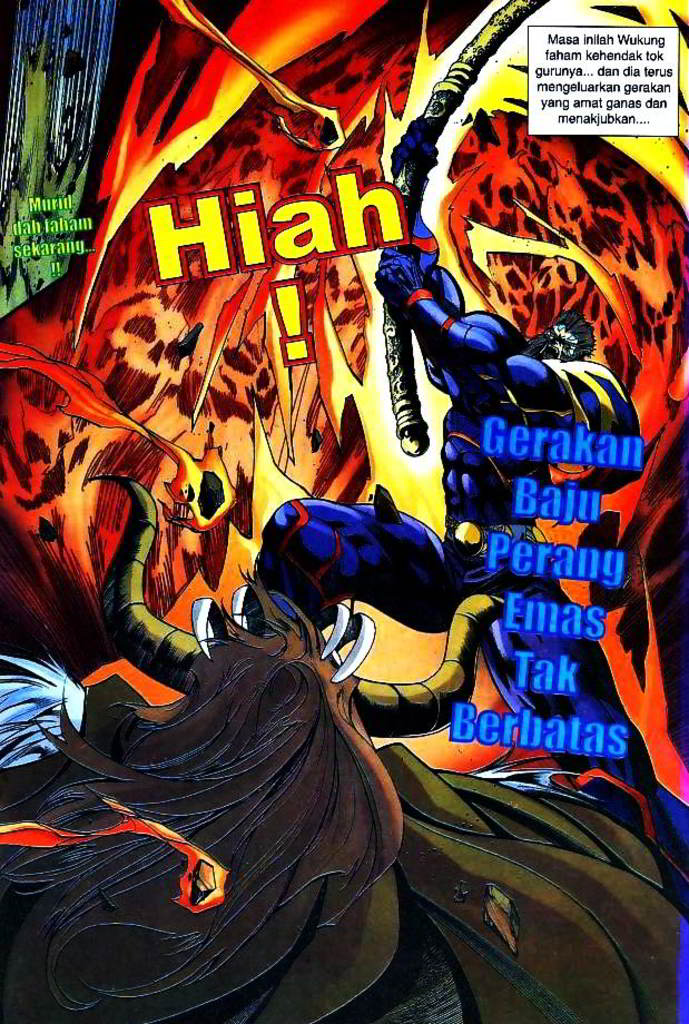 Masa inilah Wukung
faham kehendak tok
gurunya... dan dia terus
mengeluarkan gerakan
yang amat ganas dan
menakjubkan....
Murid
dah faham
sekarang...
!!
Hiah
!
Gerakan
Baju
Perang
Emas
Tak
Berbatas